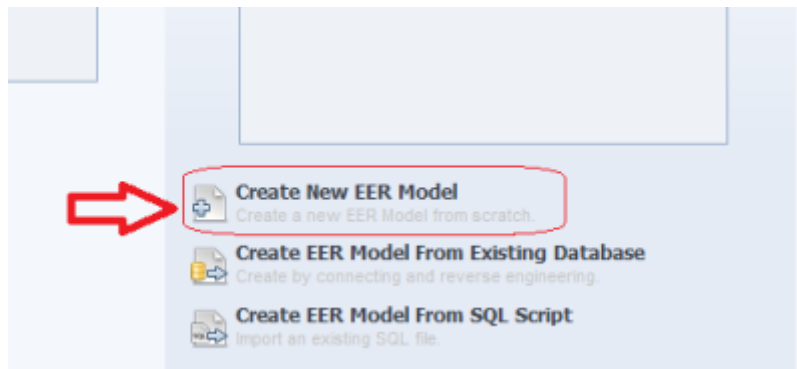 Create New EER Model
Create a new EER Model from scratch.
Create EER Model From Existing Database
Create by connecting and reverse engineering.
Create EER Model From SQL Script
Import an existing SQL file.